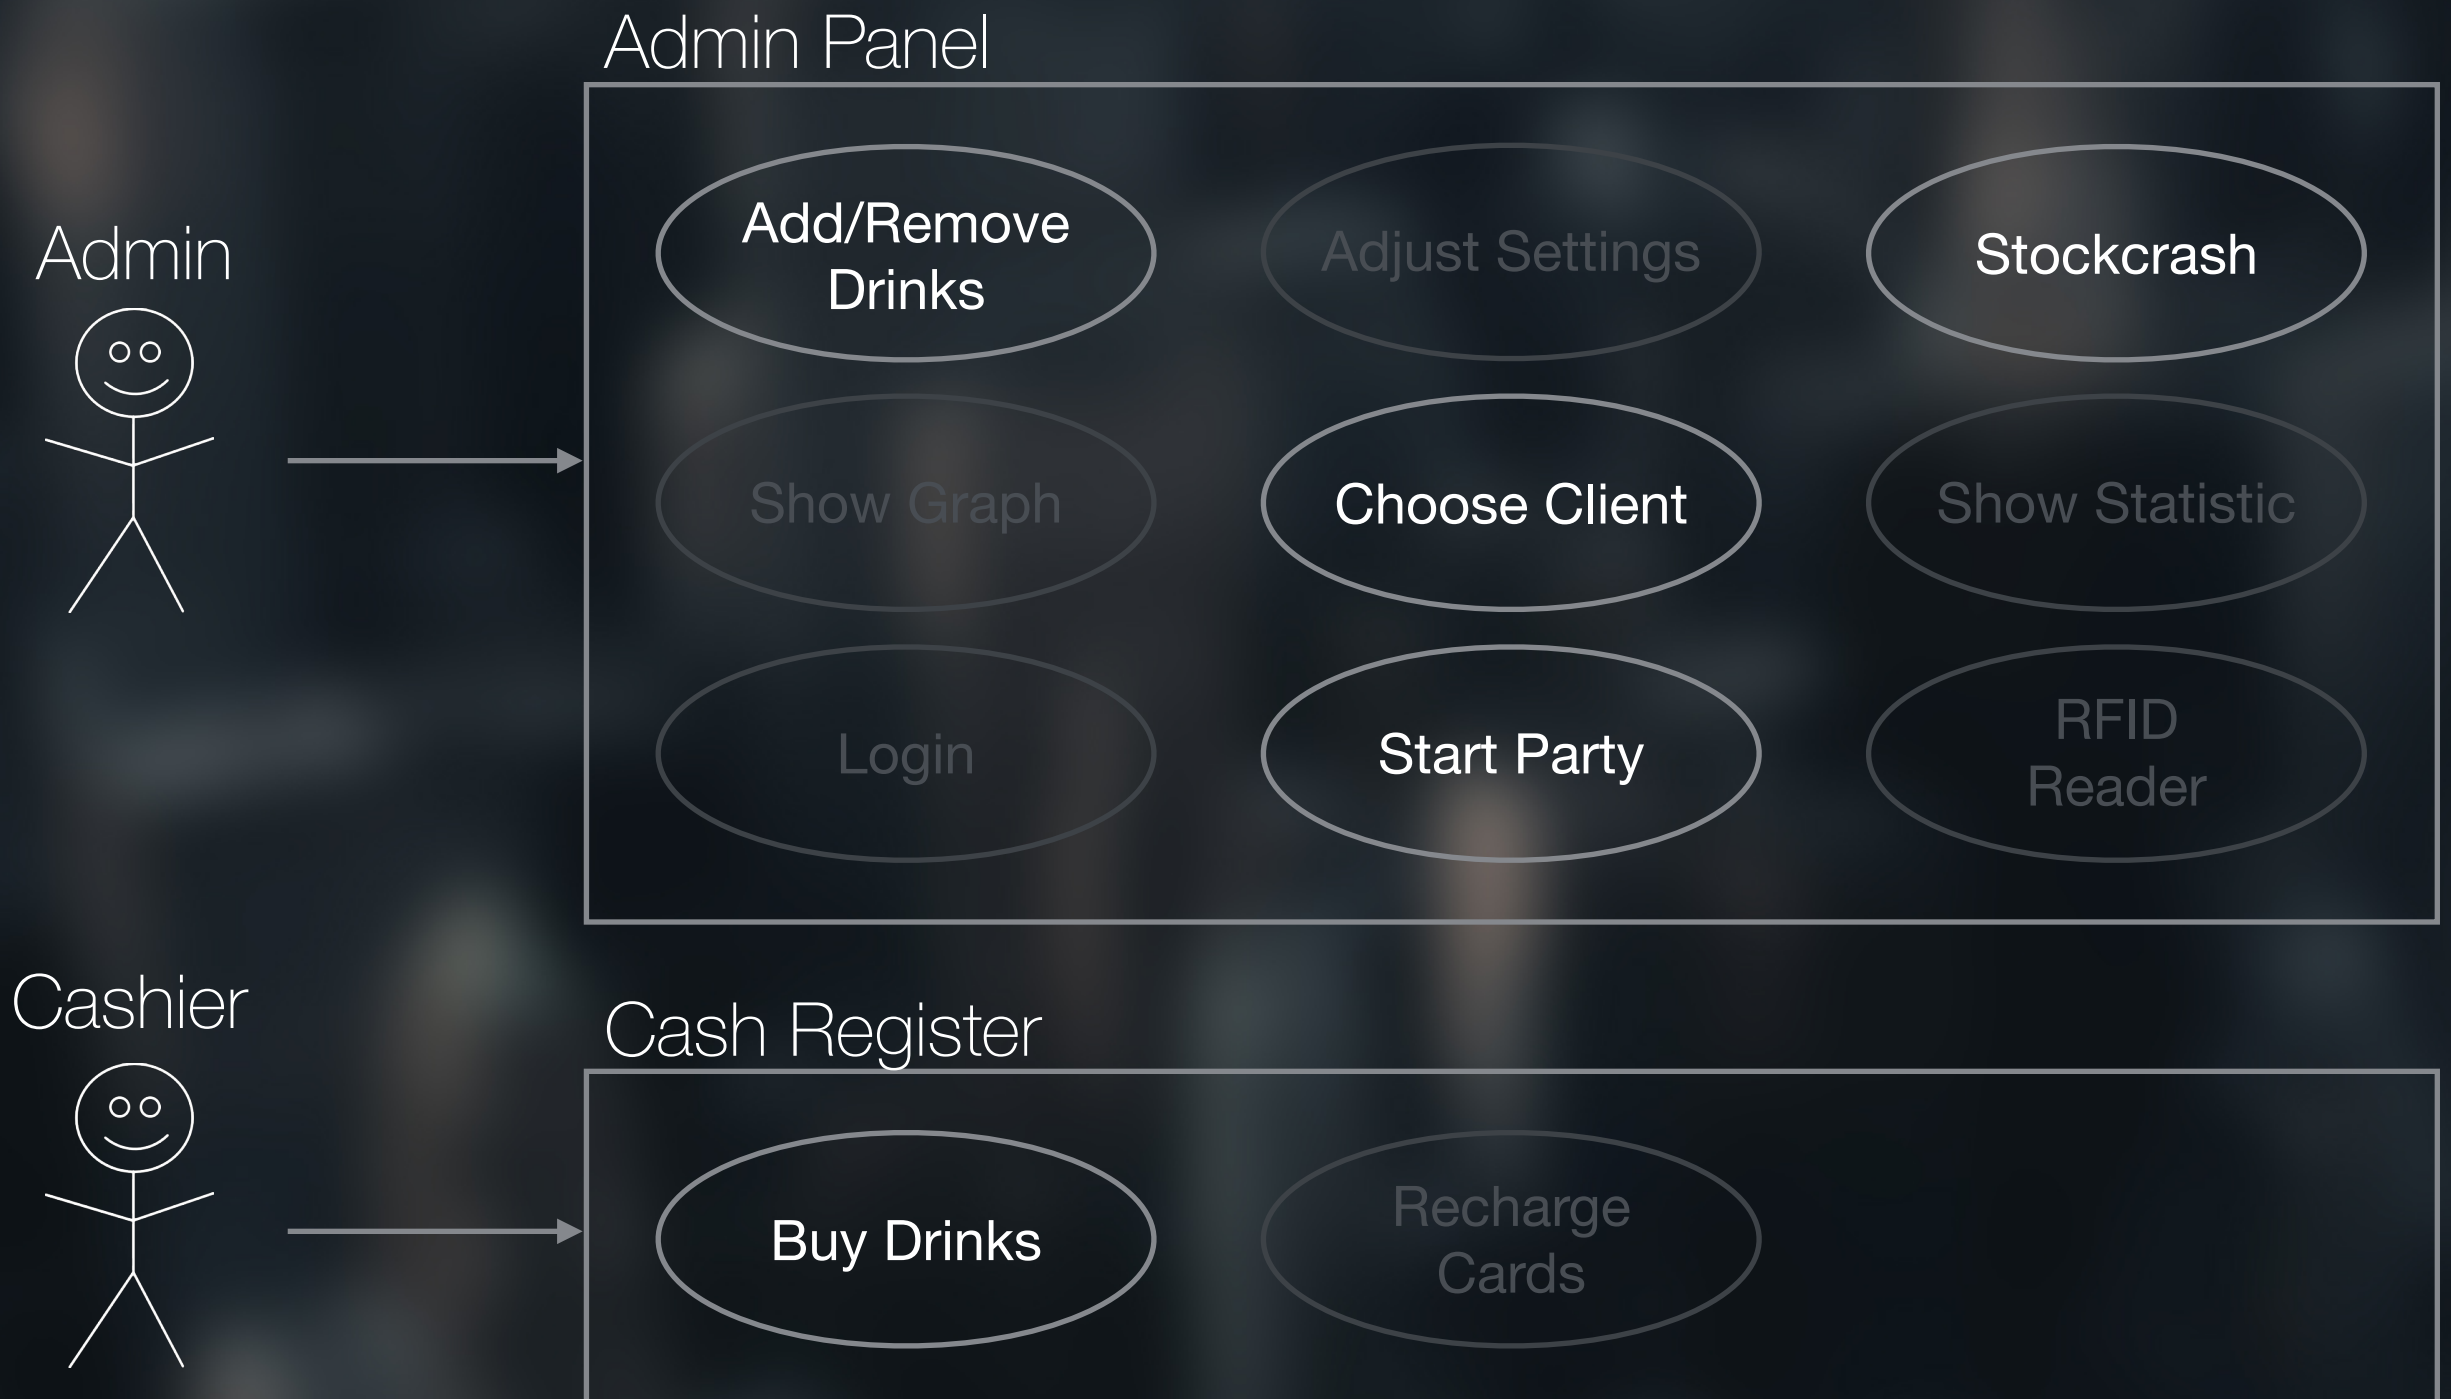 Admin Panel
Admin
Add/Remove
Drinks
Adjust Settings
Stockcrash
Show Graph
Choose Client
Show Statistic
Login
Start Party
RFID
Reader
Cashier
Cash Register
Buy Drinks
Recharge
Cards